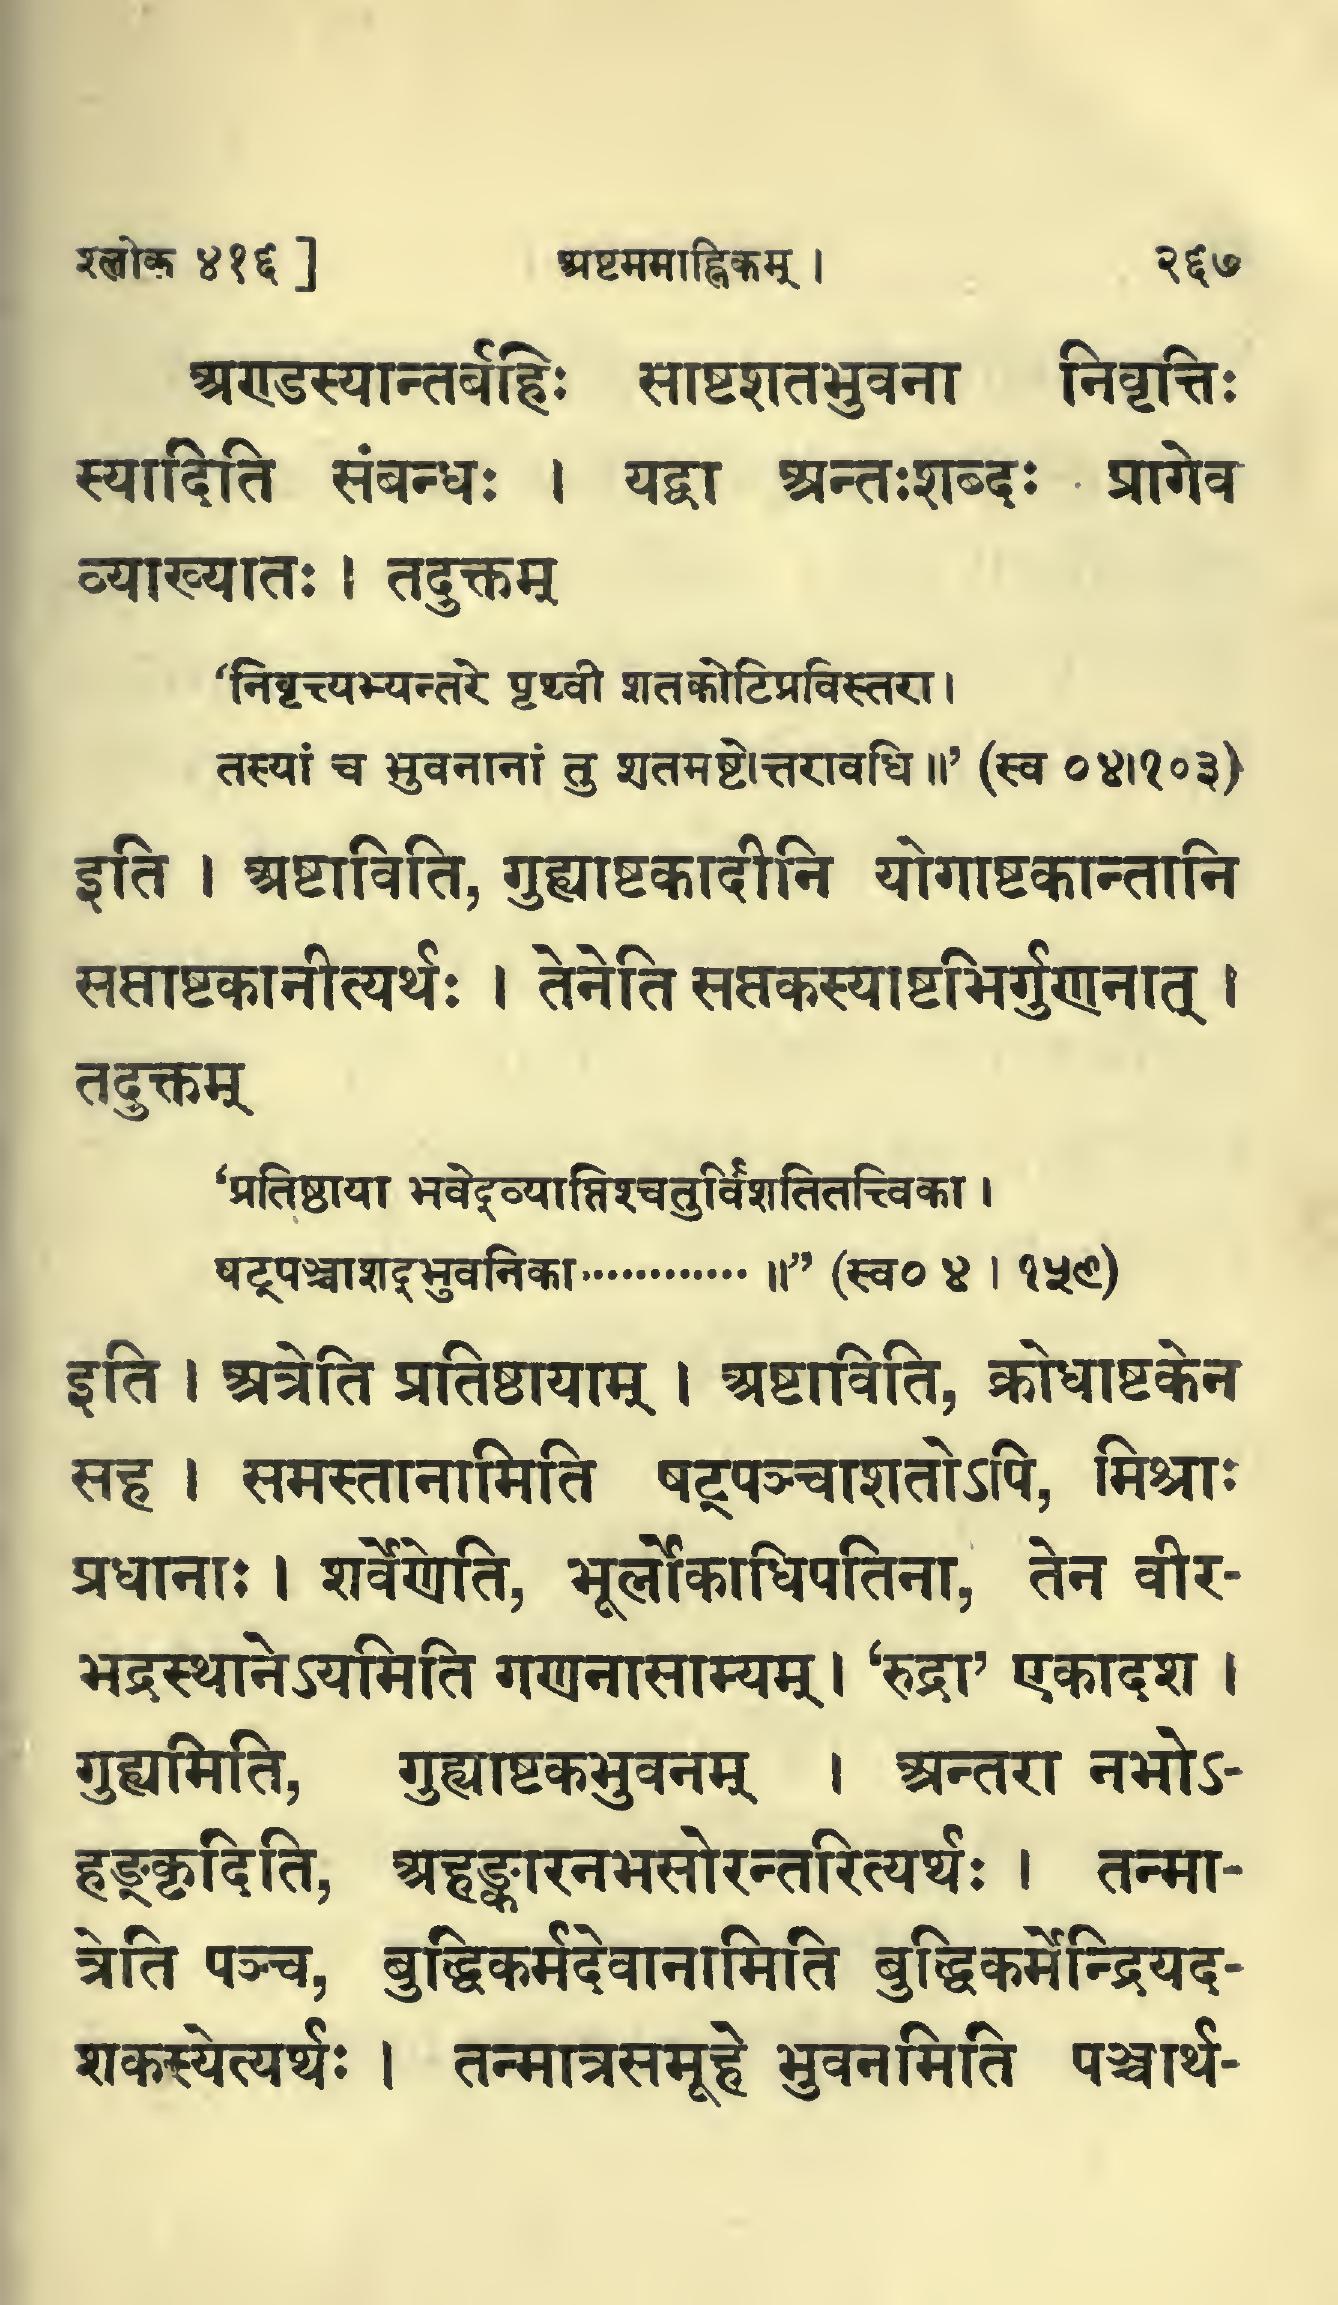 श्लोक ४१६ ] अष्टममाह्निकम् । २६७
अण्डस्यान्तर्बहिः साष्टशतभुवना निवृत्तिः
स्यादिति संबन्धः । यद्वा अन्तःशब्दः प्रागेव
व्याख्यातः । तदुक्तम्
‘निवृत्त्यभ्यन्तरे पृथ्वी शतकोटिप्रविस्तरा ।
तस्यां च भुवनानां तु शतमष्टोत्तरावधि ॥’ (स्व ०४।१०३)
इति । अष्टाविति, गुह्याष्टकादीनि योगाष्टकान्तानि
सप्ताष्टकानीत्यर्थः । तेनेति सप्तकस्याष्टभिर्गुणनात् ।
तदुक्तम्
‘प्रतिष्ठाया भवेद्व्याप्तिश्चतुर्विंशतितत्त्विका ।
षट्पञ्चाशद्भुवनिका············ ॥” (स्व० ४ । १५९)
इति । अत्रेति प्रतिष्ठायाम् । अष्टाविति, क्रोधाष्टकेन
सह । समस्तानामिति षट्पञ्चाशतोऽपि, मिश्राः
प्रधानाः । शर्वेणेति, भूर्लोकाधिपतिना, तेन वीर-
भद्रस्थानेऽयमिति गणनासाम्यम् । ‘रुद्रा’ एकादश ।
गुह्यमिति, गुह्याष्टकभुवनम् । अन्तरा नभोऽ-
हङ्कृदिति, अहङ्कारनभसोरन्तरित्यर्थः । तन्मा-
त्रेति पञ्च, बुद्धिकर्मदेवानामिति बुद्धिकर्मेन्द्रियद-
शकस्येत्यर्थः । तन्मात्रसमूहे भुवनमिति पञ्चार्थ-